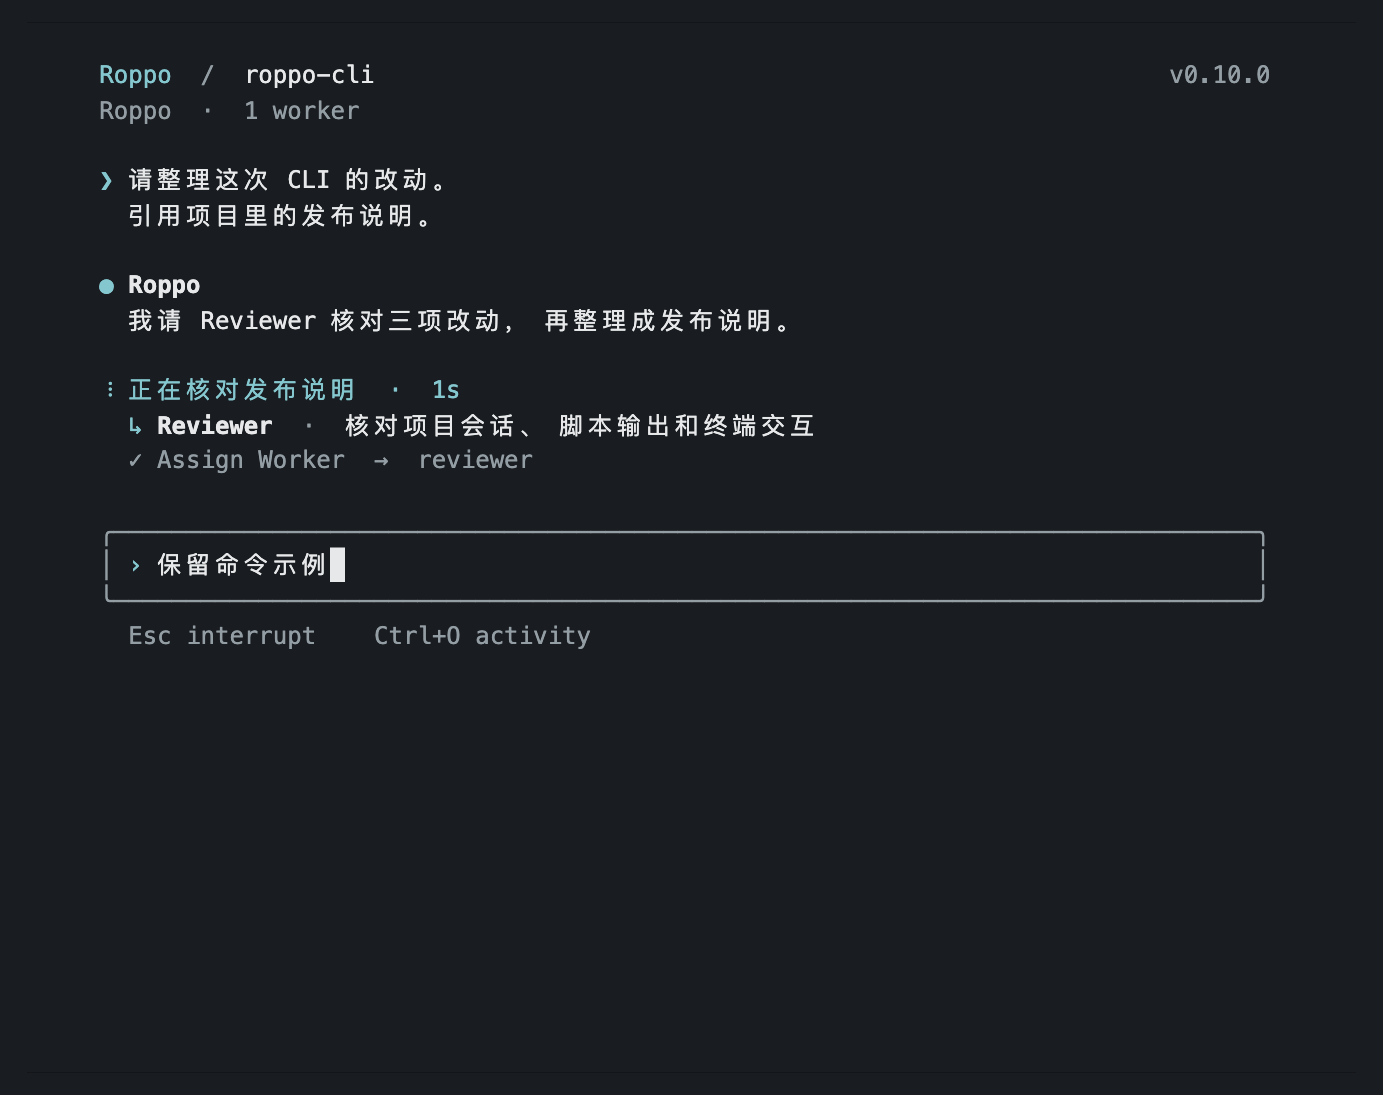 Roppo / roppo-cli v0.10.0
Roppo · 1 worker
❯ 请整理这次 CLI 的改动。
引用项目里的发布说明。
● Roppo
我请 Reviewer 核对三项改动， 再整理成发布说明。
⋮ 正在核对发布说明 · 1s
↳ Reviewer · 核对项目会话、 脚本输出和终端交互
✓ Assign Worker → reviewer
› 保留命令示例
Esc interrupt Ctrl+O activity